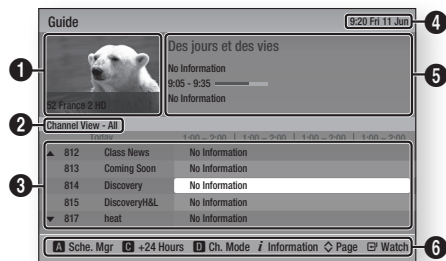 Guide
9:20 Fri 11 Jun
4
1
Des jours et des vies
No Information
9:05 - 9:35
No Information
5
52 France 2 HD
2
Channel View - All
Today 1:00 – 2:00 1:00 – 2:00 1:00 – 2:00 1:00 – 2:00
3
▲ 812 Class News No Information
813 Coming Soon No Information
814 Discovery No Information
815 DiscoveryH&L No Information
▼ 817 heat No Information
A Sche. Mgr C +24 Hours D Ch. Mode i Information Page Watch
6